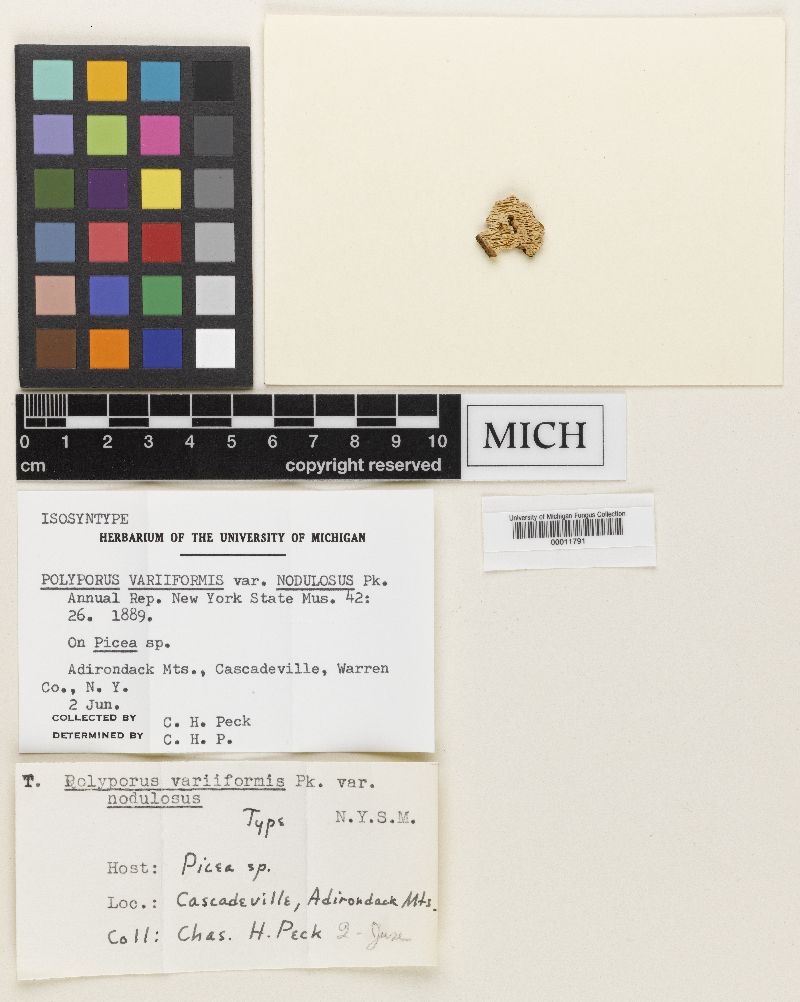 0 1 2 3 4 5 6 7 8 9 10
cm copyright reserved
MICH
University of Michigan Fungus Collection
00011791
ISOSYNTYPE
HERBARIUM OF THE UNIVERSITY OF MICHIGAN
POLYPORUS VARIIFORMIS var. NODULOSUS Pk.
Annual Rep. New York State Mus. 42:
26. 1889.
On Picea sp.
Adirondack Mts., Cascadeville, Warren
Co., N. Y.
2 Jun.
COLLECTED BY C. H. Peck
DETERMINED BY C. H. P.
T. Polyporus variiformis Pk. var.
nodulosus
Type N.Y.S.M.
Host: Picea sp.
Loc.: Cascadeville, Adirondack Mts.
Coll: Chas. H. Peck 2 - June